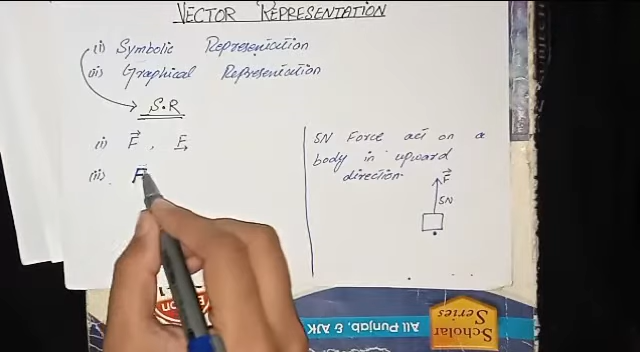 VECTOR REPRESENTATION
(i) Symbolic Representation
(ii) Graphical Representation
S.R
(i) F⃗ , F→
(ii) F
5N Force act on a
body in upward
direction
F⃗
5N
All Punjab, & AJK
Scholar
Series